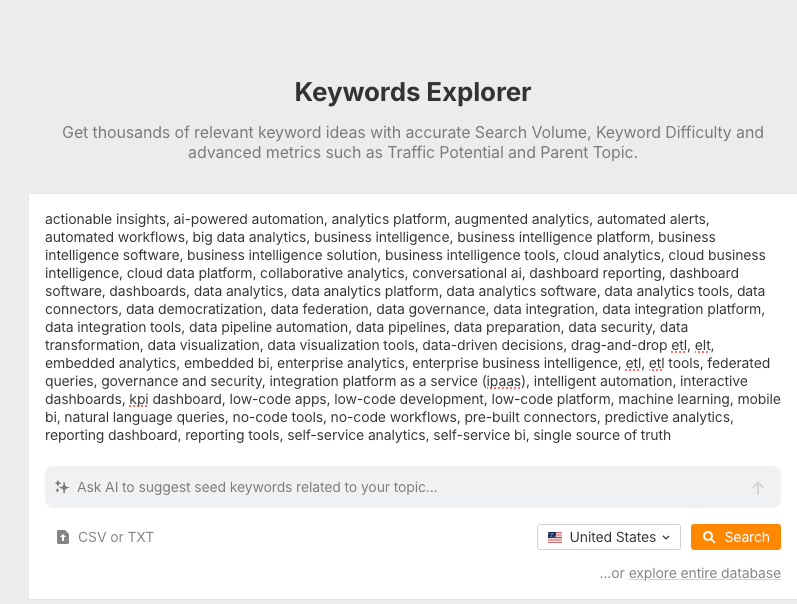 Keywords Explorer
Get thousands of relevant keyword ideas with accurate Search Volume, Keyword Difficulty and
advanced metrics such as Traffic Potential and Parent Topic.
actionable insights, ai-powered automation, analytics platform, augmented analytics, automated alerts,
automated workflows, big data analytics, business intelligence, business intelligence platform, business
intelligence software, business intelligence solution, business intelligence tools, cloud analytics, cloud business
intelligence, cloud data platform, collaborative analytics, conversational ai, dashboard reporting, dashboard
software, dashboards, data analytics, data analytics platform, data analytics software, data analytics tools, data
connectors, data democratization, data federation, data governance, data integration, data integration platform,
data integration tools, data pipeline automation, data pipelines, data preparation, data security, data
transformation, data visualization, data visualization tools, data-driven decisions, drag-and-drop etl, elt,
embedded analytics, embedded bi, enterprise analytics, enterprise business intelligence, etl, etl tools, federated
queries, governance and security, integration platform as a service (ipaas), intelligent automation, interactive
dashboards, kpi dashboard, low-code apps, low-code development, low-code platform, machine learning, mobile
bi, natural language queries, no-code tools, no-code workflows, pre-built connectors, predictive analytics,
reporting dashboard, reporting tools, self-service analytics, self-service bi, single source of truth
Ask AI to suggest seed keywords related to your topic...
CSV or TXT
United States
Search
...or explore entire database